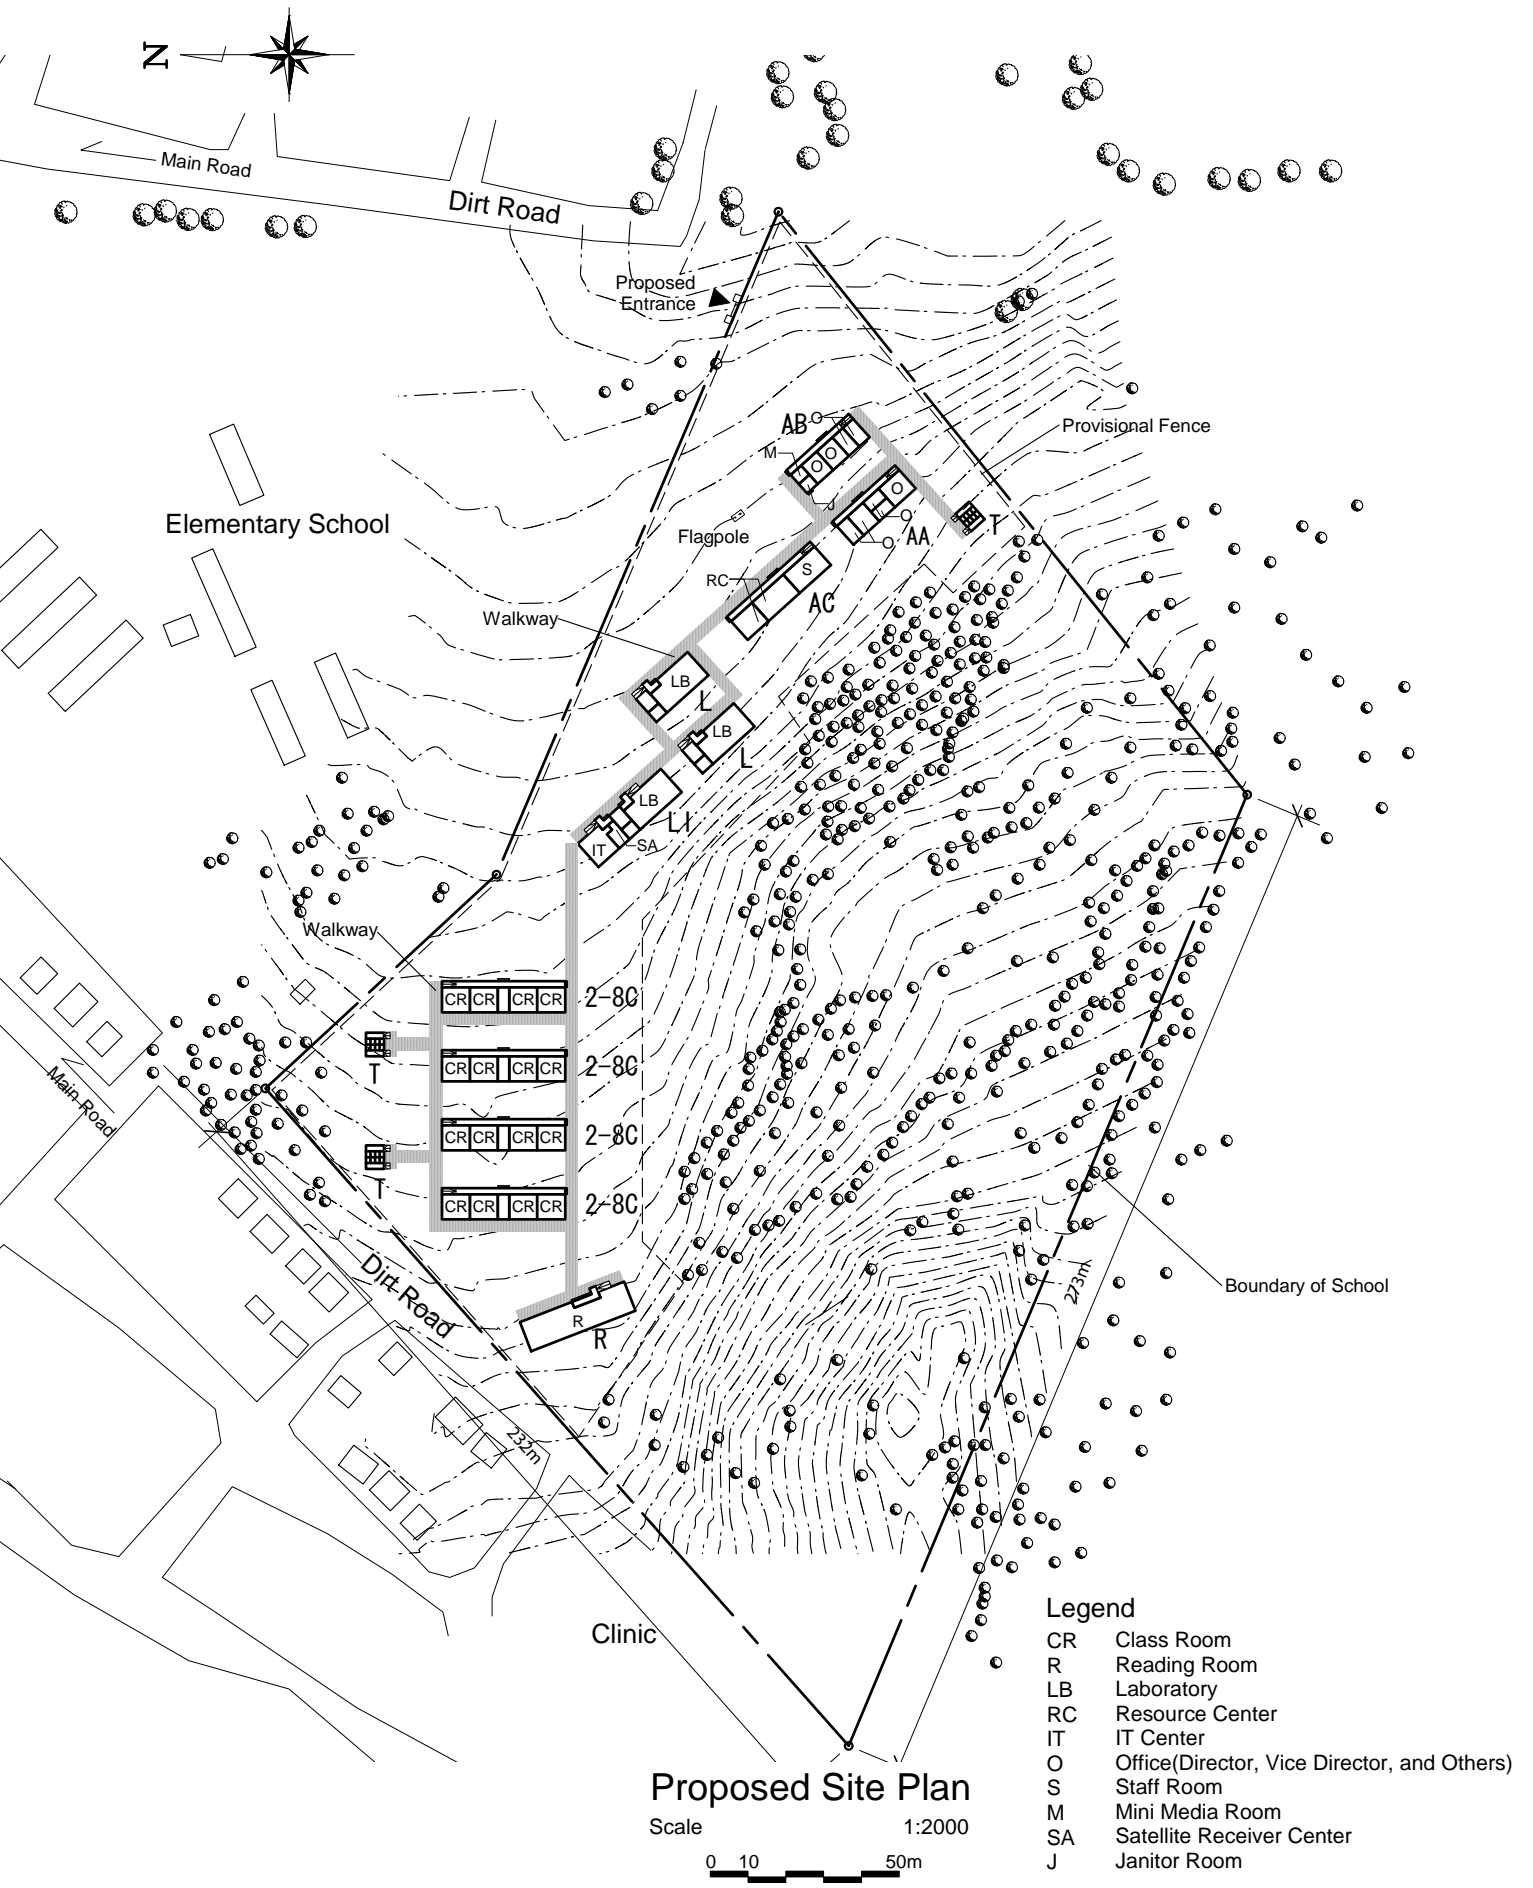 N
Main Road
Dirt Road
Proposed
Entrance
Provisional Fence
AB
O
M
O
O
J
O
O
O
AA
T
Elementary School
Flagpole
S
RC
AC
Walkway
LB
L
LB
L
LB
LI
IT
SA
Walkway
CR CR CR CR
2-8C
T
CR CR CR CR
2-8C
Main Road
CR CR CR CR
2-8C
T
CR CR CR CR
2-8C
Dirt Road
273m
Boundary of School
R
R
232m
Clinic
Legend
CR Class Room
R Reading Room
LB Laboratory
RC Resource Center
IT IT Center
O Office(Director, Vice Director, and Others)
S Staff Room
M Mini Media Room
SA Satellite Receiver Center
J Janitor Room
Proposed Site Plan
Scale 1:2000
0 10 50m